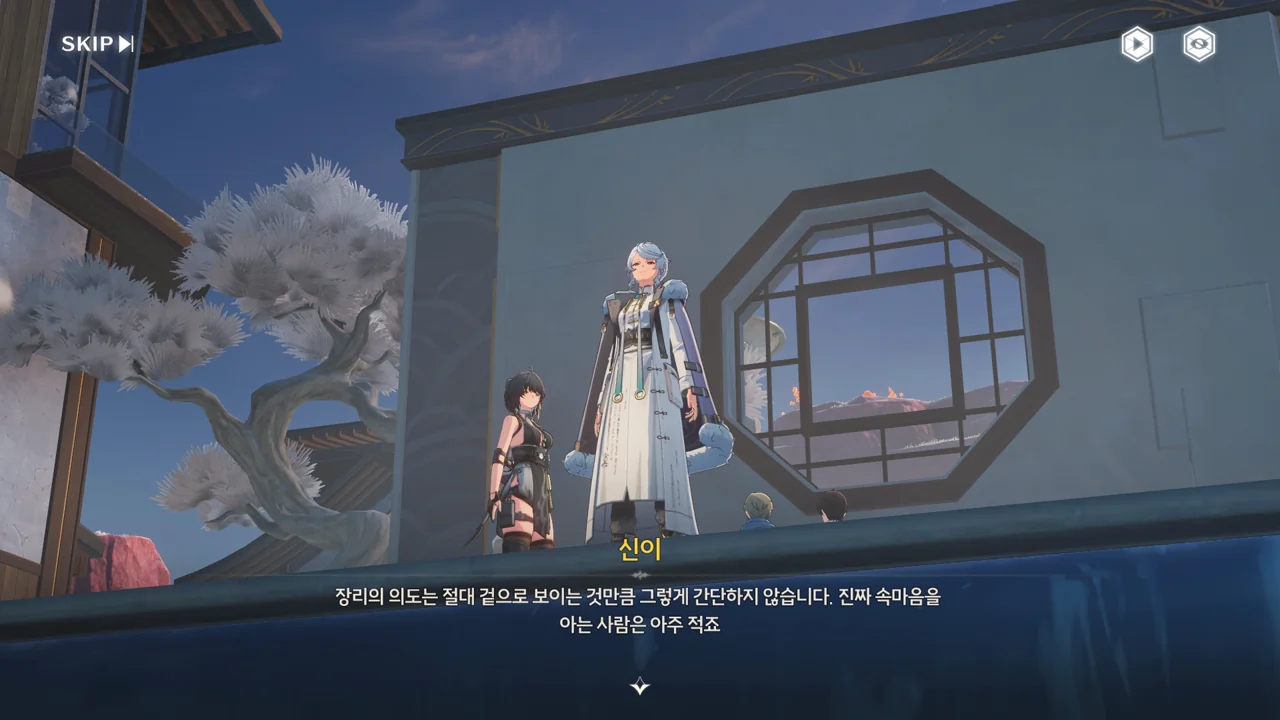 SKIP
신이
장리의 의도는 절대 겉으로 보이는 것만큼 그렇게 간단하지 않습니다. 진짜 속마음을
아는 사람은 아주 적죠